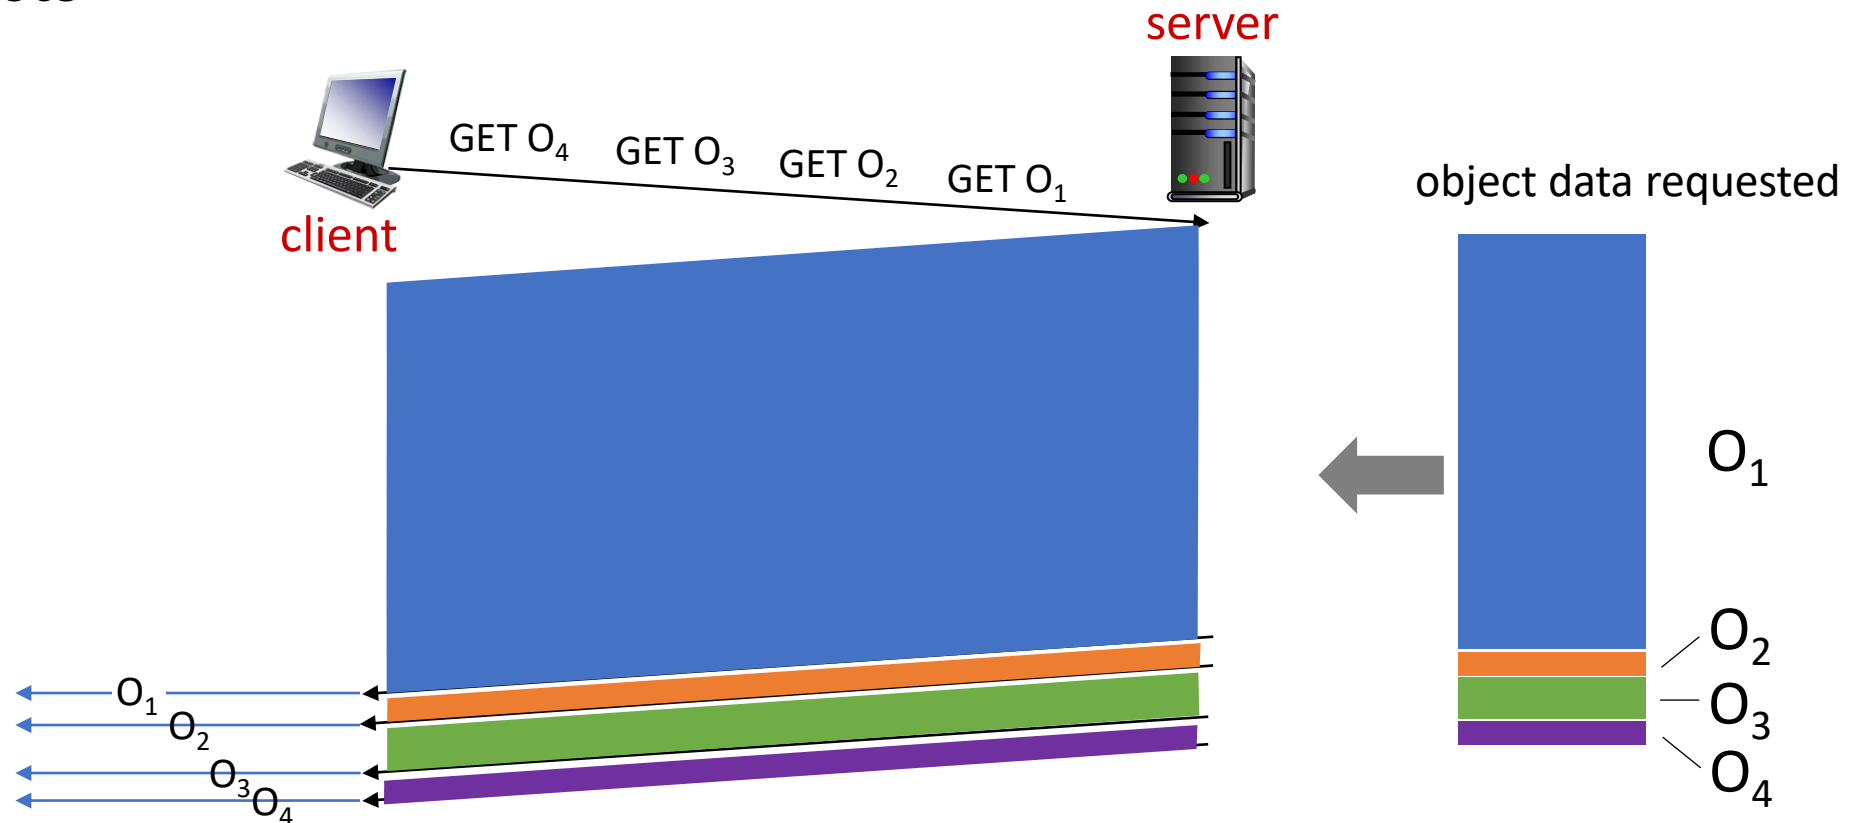 server
GET O₄ GET O₃ GET O₂ GET O₁
object data requested
client
O₁
O₂
O₃
O₄
O₁
O₂
O₃
O₄